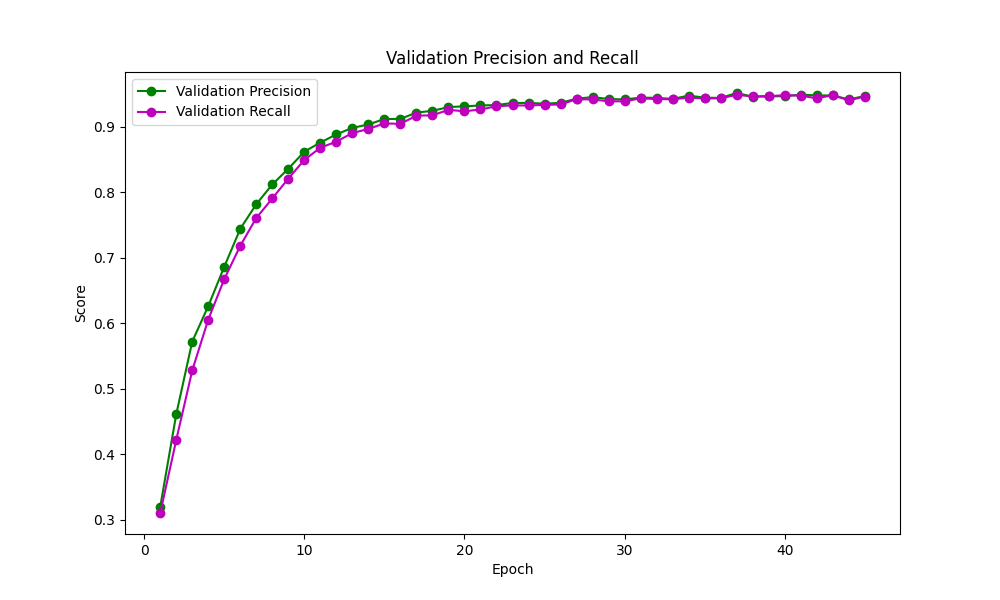 Validation Precision and Recall
Validation Precision
Validation Recall
0.9
0.8
0.7
0.6
0.5
0.4
0.3
Score
0 10 20 30 40
Epoch